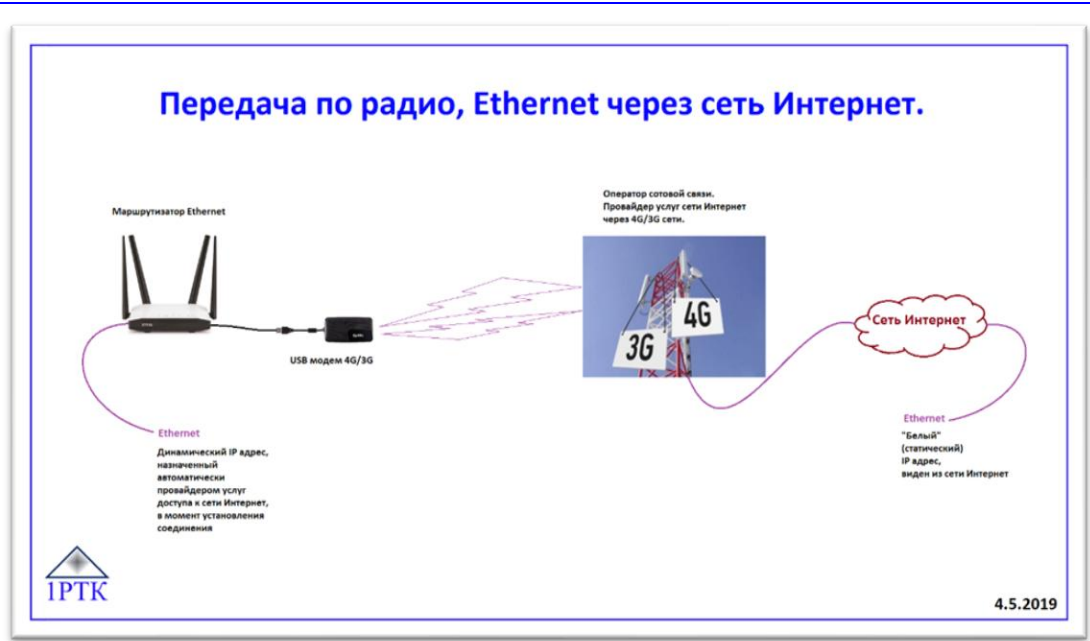 Передача по радио, Ethernet через сеть Интернет.
Оператор сотовой связи.
Провайдер услуг сети Интернет
через 4G/3G сети.
Маршрутизатор Ethernet
4G
3G
Сеть Интернет
USB модем 4G/3G
Ethernet
"Белый"
(статический)
IP адрес,
виден из сети Интернет
Ethernet
Динамический IP адрес,
назначенный
автоматически
провайдером услуг
доступа к сети Интернет,
в момент установления
соединения
1РТК
4.5.2019